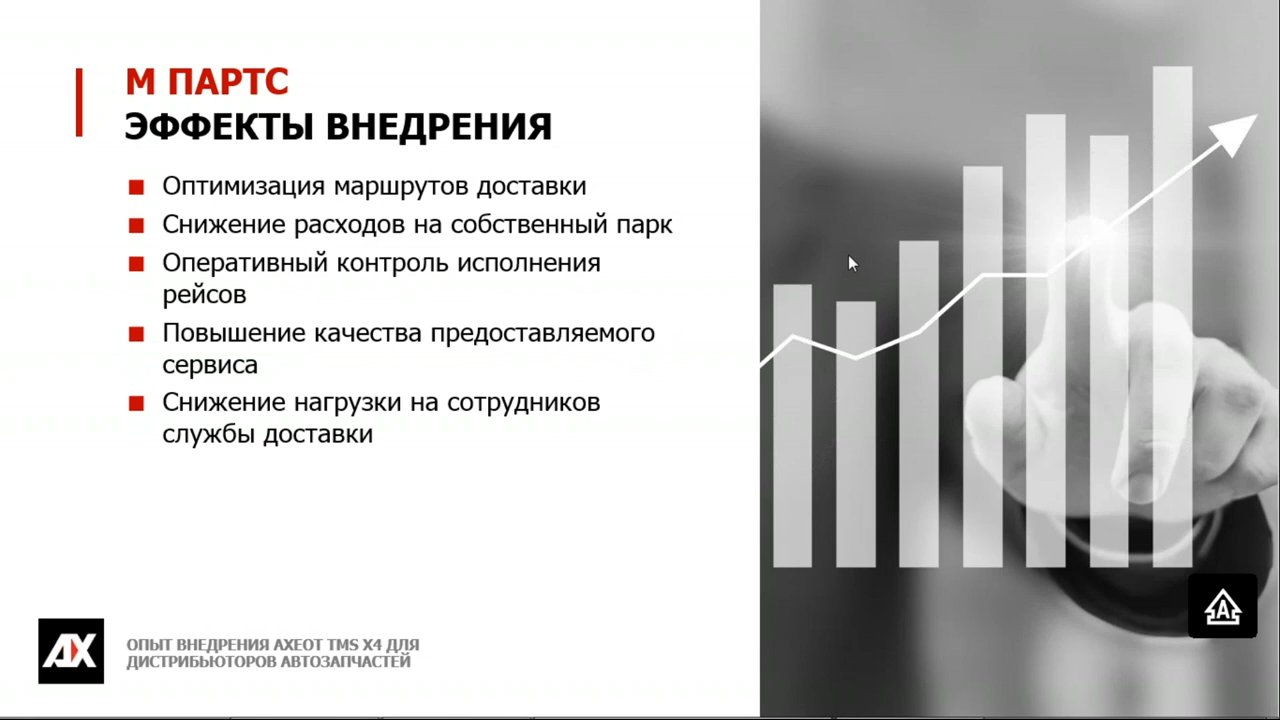 М ПАРТС
ЭФФЕКТЫ ВНЕДРЕНИЯ
Оптимизация маршрутов доставки
Снижение расходов на собственный парк
Оперативный контроль исполнения
рейсов
Повышение качества предоставляемого
сервиса
Снижение нагрузки на сотрудников
службы доставки
AX
ОПЫТ ВНЕДРЕНИЯ AXEOT TMS X4 ДЛЯ
ДИСТРИБЬЮТОРОВ АВТОЗАПЧАСТЕЙ
A